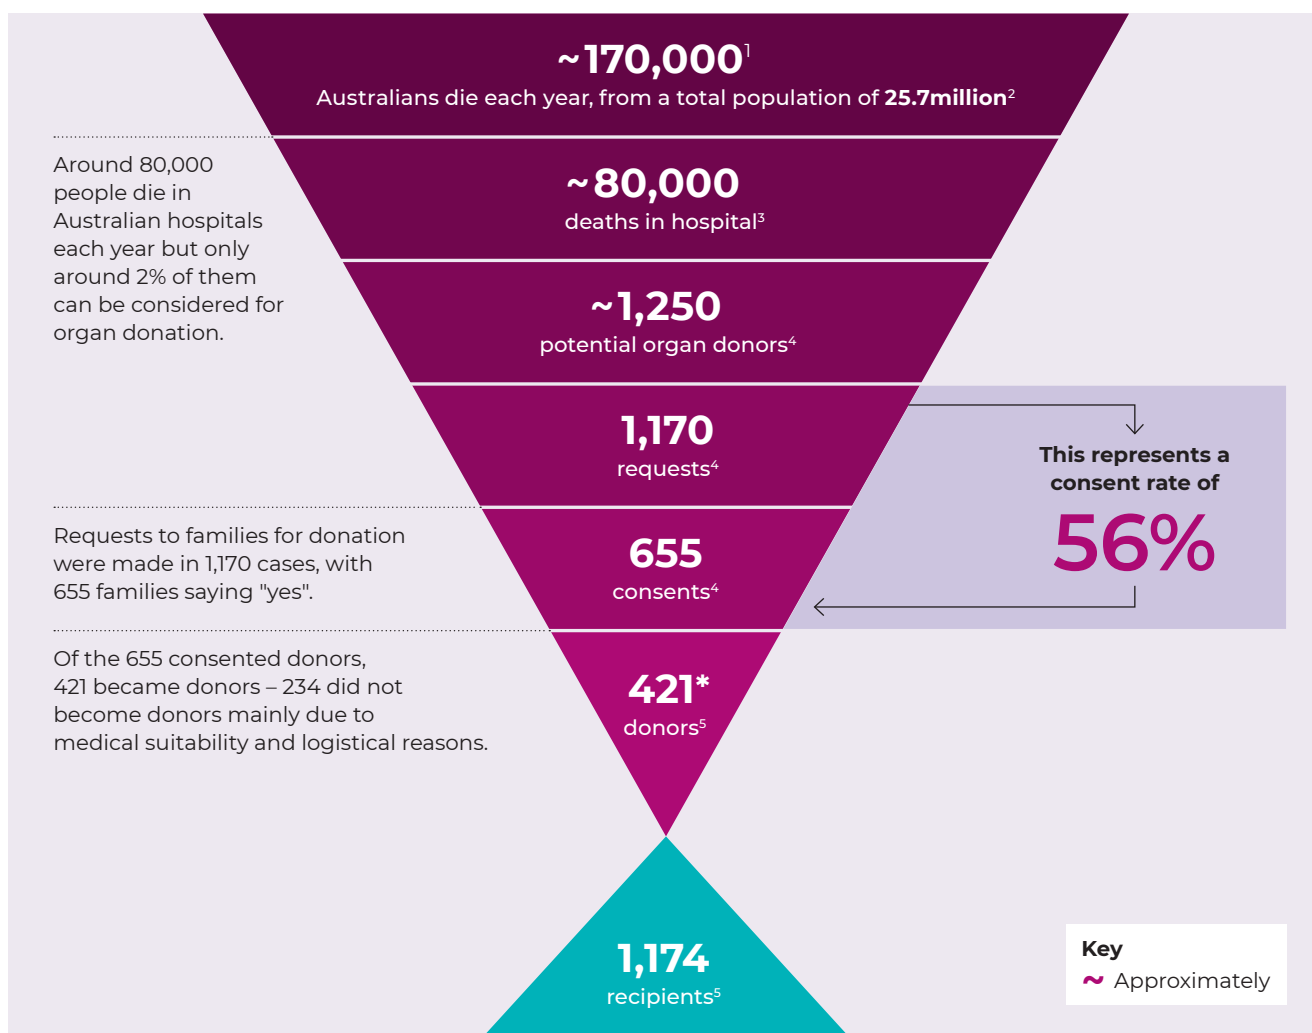 ~170,000¹
Australians die each year, from a total population of 25.7million²
Around 80,000
people die in
Australian hospitals
each year but only
around 2% of them
can be considered for
organ donation.
~80,000
deaths in hospital³
~1,250
potential organ donors⁴
1,170
requests⁴
This represents a
consent rate of
56%
Requests to families for donation
were made in 1,170 cases, with
655 families saying "yes".
655
consents⁴
Of the 655 consented donors,
421 became donors – 234 did not
become donors mainly due to
medical suitability and logistical reasons.
421*
donors⁵
1,174
recipients⁵
Key
~ Approximately